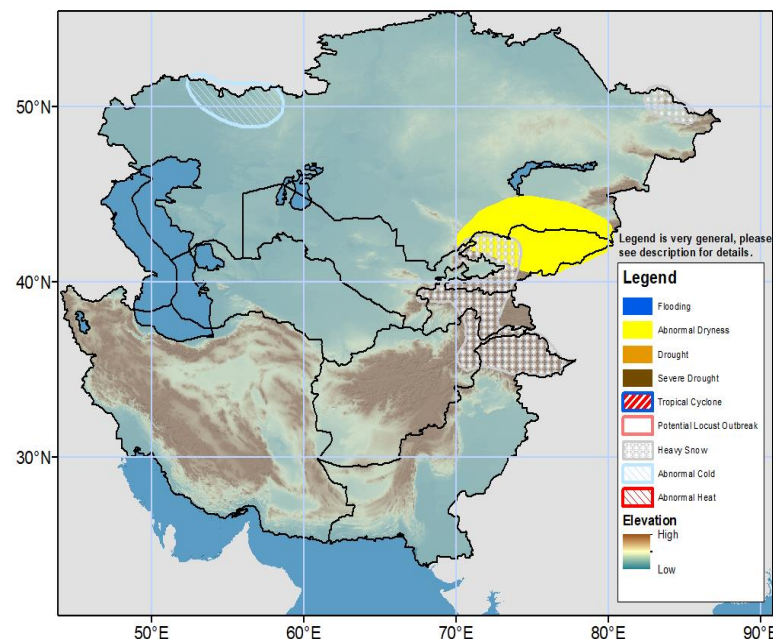 50°N
40°N
30°N
50°E
60°E
70°E
80°E
90°E
Legend is very general, please
see description for details.
Legend
Flooding
Abnormal Dryness
Drought
Severe Drought
Tropical Cyclone
Potential Locust Outbreak
Heavy Snow
Abnormal Cold
Abnormal Heat
Elevation
High
Low